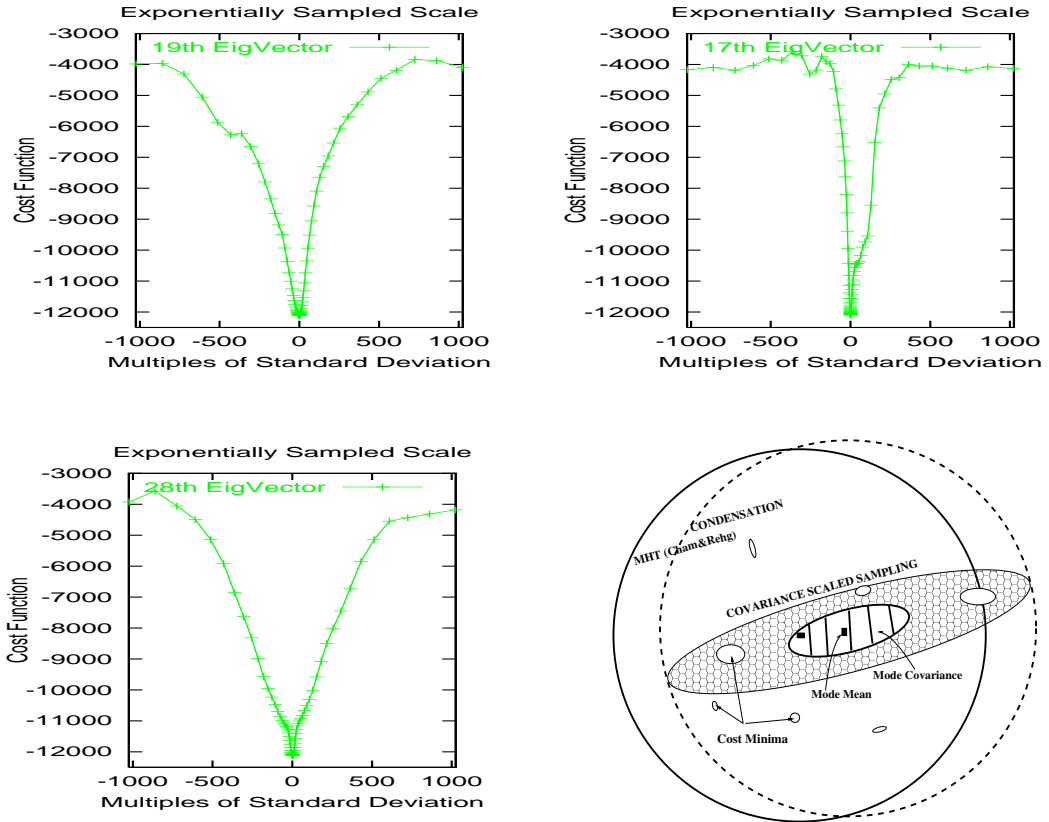 Exponentially Sampled Scale
19th EigVector
-3000
-4000
-5000
-6000
-7000
-8000
-9000
-10000
-11000
-12000
Cost Function
-1000 -500 0 500 1000
Multiples of Standard Deviation
Exponentially Sampled Scale
17th EigVector
-3000
-4000
-5000
-6000
-7000
-8000
-9000
-10000
-11000
-12000
Cost Function
-1000 -500 0 500 1000
Multiples of Standard Deviation
Exponentially Sampled Scale
28th EigVector
-3000
-4000
-5000
-6000
-7000
-8000
-9000
-10000
-11000
-12000
Cost Function
-1000 -500 0 500 1000
Multiples of Standard Deviation
CONDENSATION
MHT (Cham&Rehg)
COVARIANCE SCALED SAMPLING
Mode Covariance
Mode Mean
Cost Minima